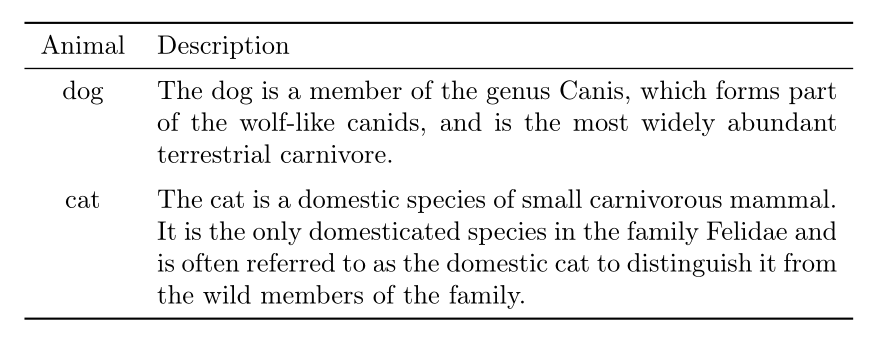 Animal Description
dog The dog is a member of the genus Canis, which forms part
of the wolf-like canids, and is the most widely abundant
terrestrial carnivore.
cat The cat is a domestic species of small carnivorous mammal.
It is the only domesticated species in the family Felidae and
is often referred to as the domestic cat to distinguish it from
the wild members of the family.